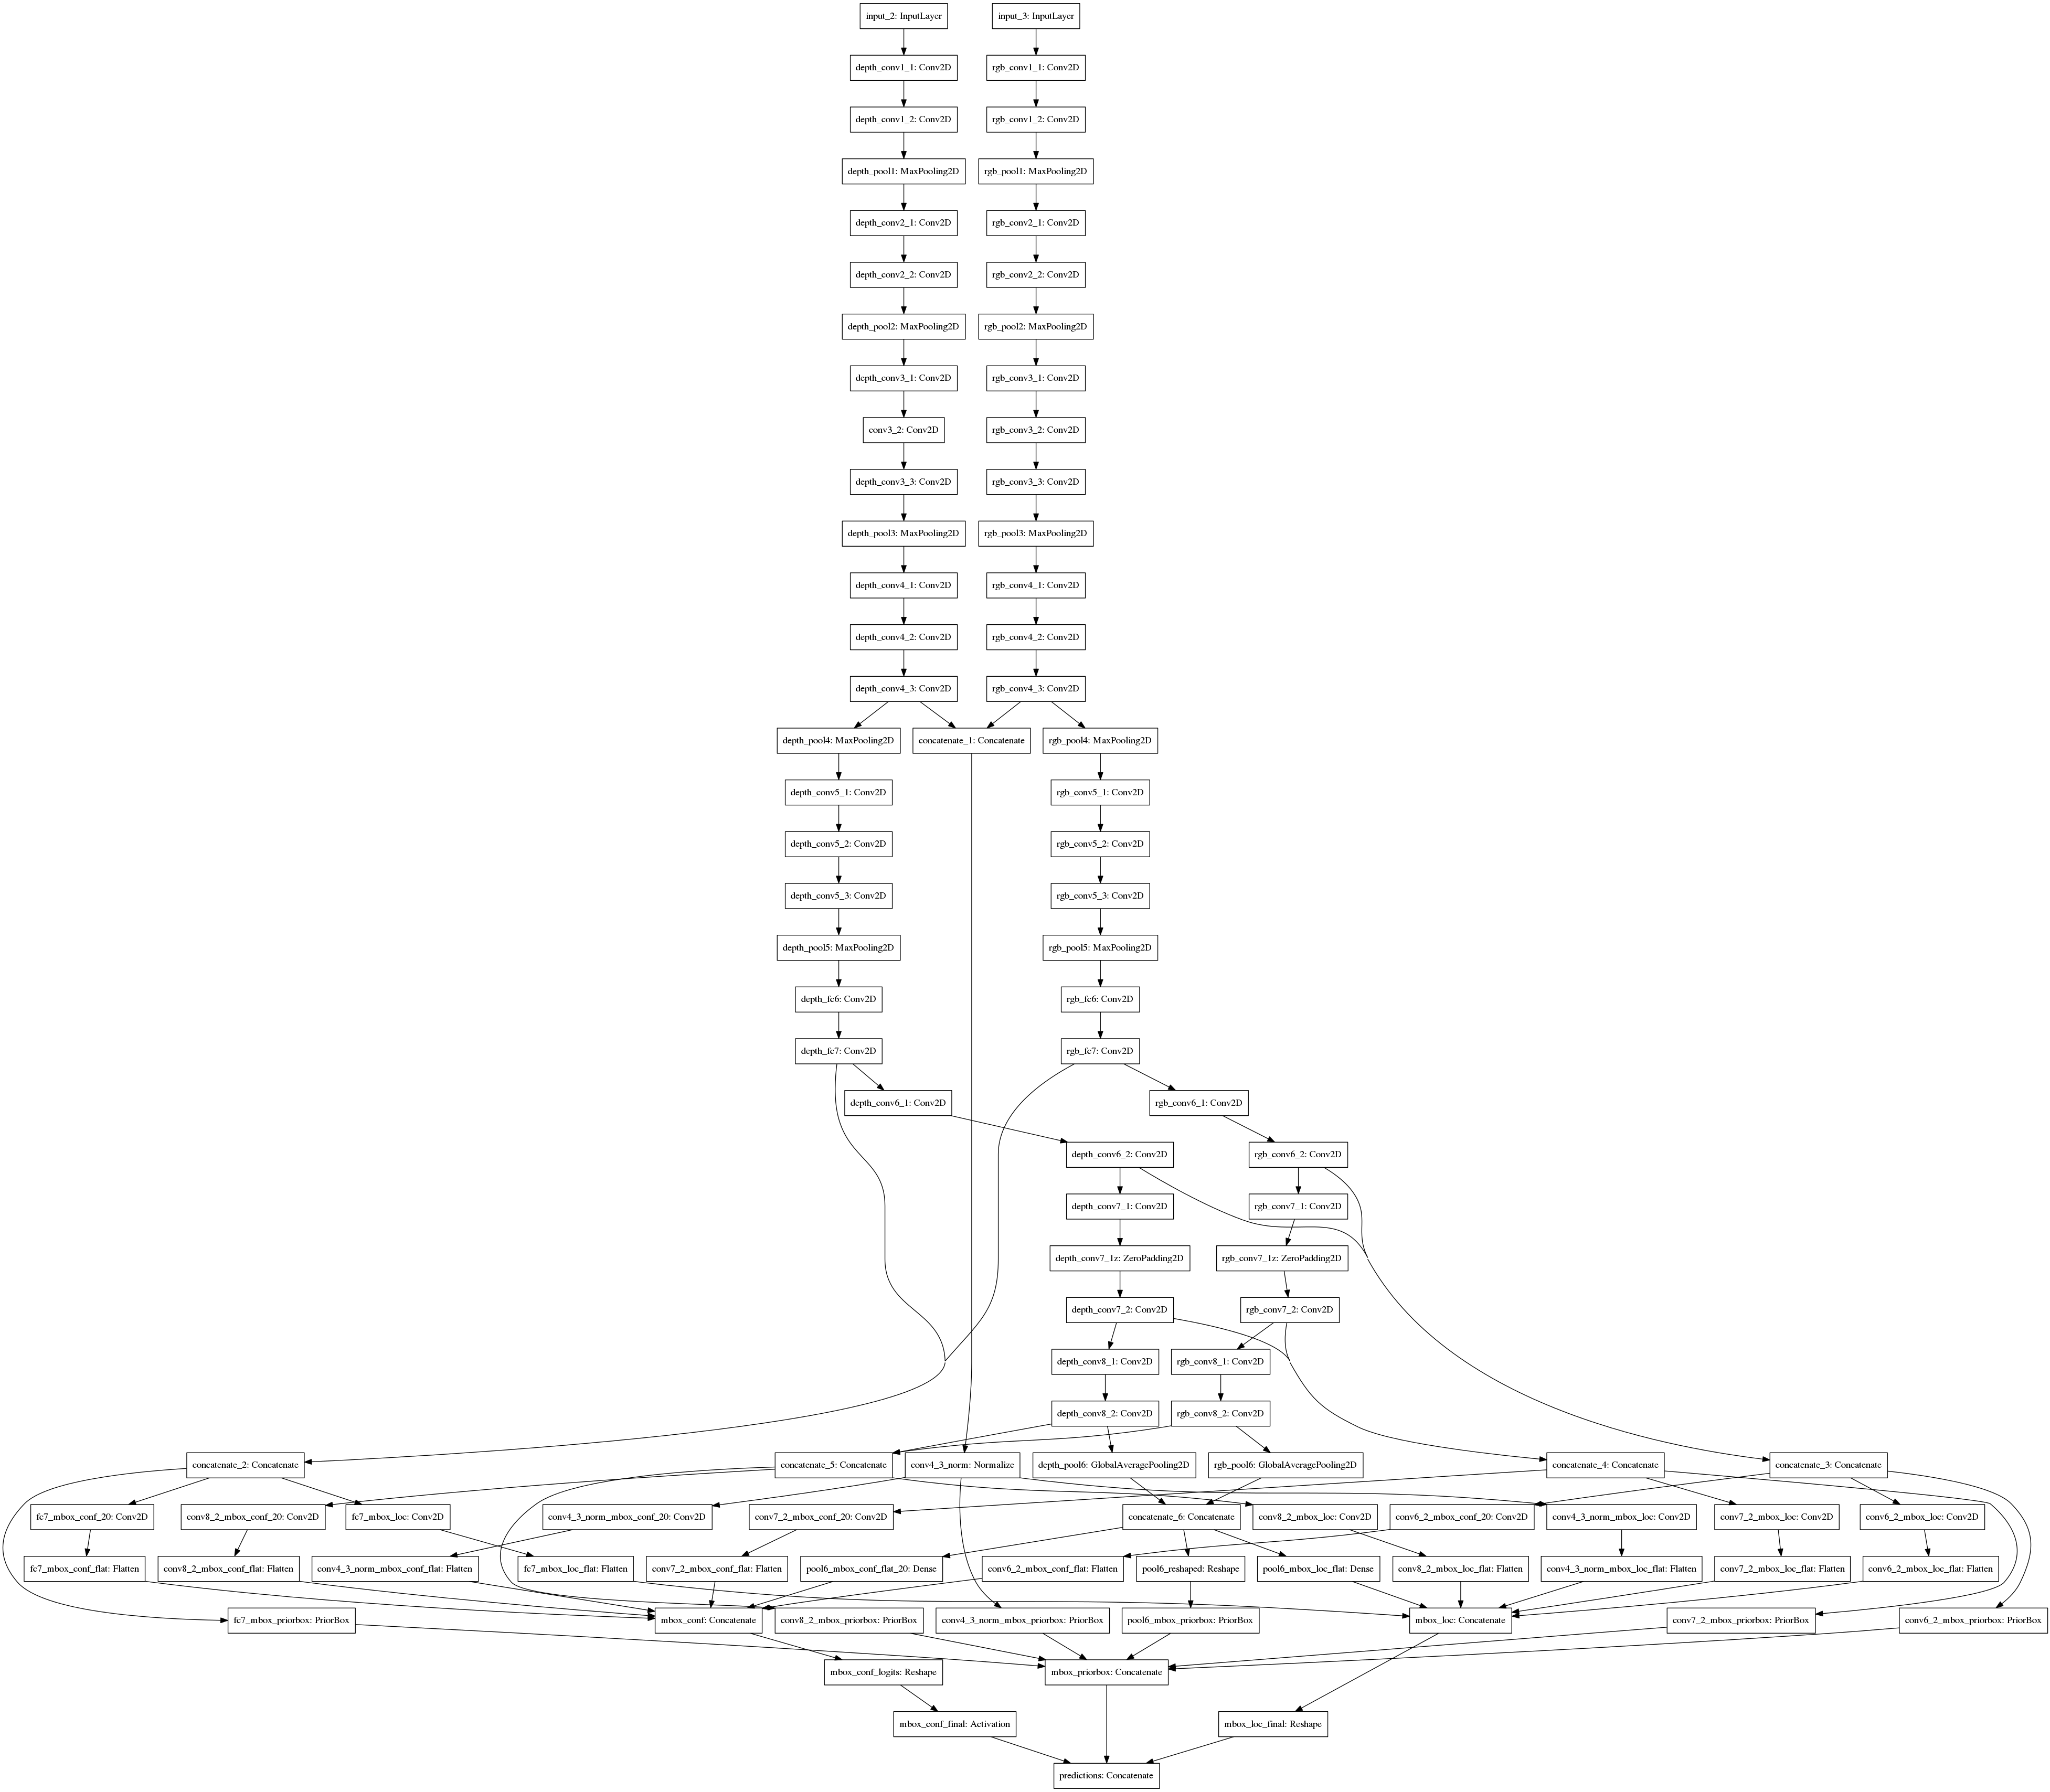 input_2: InputLayer
input_3: InputLayer
depth_conv1_1: Conv2D
rgb_conv1_1: Conv2D
depth_conv1_2: Conv2D
rgb_conv1_2: Conv2D
depth_pool1: MaxPooling2D
rgb_pool1: MaxPooling2D
depth_conv2_1: Conv2D
rgb_conv2_1: Conv2D
depth_conv2_2: Conv2D
rgb_conv2_2: Conv2D
depth_pool2: MaxPooling2D
rgb_pool2: MaxPooling2D
depth_conv3_1: Conv2D
rgb_conv3_1: Conv2D
conv3_2: Conv2D
rgb_conv3_2: Conv2D
depth_conv3_3: Conv2D
rgb_conv3_3: Conv2D
depth_pool3: MaxPooling2D
rgb_pool3: MaxPooling2D
depth_conv4_1: Conv2D
rgb_conv4_1: Conv2D
depth_conv4_2: Conv2D
rgb_conv4_2: Conv2D
depth_conv4_3: Conv2D
rgb_conv4_3: Conv2D
depth_pool4: MaxPooling2D
concatenate_1: Concatenate
rgb_pool4: MaxPooling2D
depth_conv5_1: Conv2D
rgb_conv5_1: Conv2D
depth_conv5_2: Conv2D
rgb_conv5_2: Conv2D
depth_conv5_3: Conv2D
rgb_conv5_3: Conv2D
depth_pool5: MaxPooling2D
rgb_pool5: MaxPooling2D
depth_fc6: Conv2D
rgb_fc6: Conv2D
depth_fc7: Conv2D
rgb_fc7: Conv2D
depth_conv6_1: Conv2D
rgb_conv6_1: Conv2D
depth_conv6_2: Conv2D
rgb_conv6_2: Conv2D
depth_conv7_1: Conv2D
rgb_conv7_1: Conv2D
depth_conv7_1z: ZeroPadding2D
rgb_conv7_1z: ZeroPadding2D
depth_conv7_2: Conv2D
rgb_conv7_2: Conv2D
depth_conv8_1: Conv2D
rgb_conv8_1: Conv2D
depth_conv8_2: Conv2D
rgb_conv8_2: Conv2D
concatenate_2: Concatenate
concatenate_5: Concatenate
conv4_3_norm: Normalize
depth_pool6: GlobalAveragePooling2D
rgb_pool6: GlobalAveragePooling2D
concatenate_4: Concatenate
concatenate_3: Concatenate
fc7_mbox_conf_20: Conv2D
conv8_2_mbox_conf_20: Conv2D
fc7_mbox_loc: Conv2D
conv4_3_norm_mbox_conf_20: Conv2D
conv7_2_mbox_conf_20: Conv2D
concatenate_6: Concatenate
conv8_2_mbox_loc: Conv2D
conv6_2_mbox_conf_20: Conv2D
conv4_3_norm_mbox_loc: Conv2D
conv7_2_mbox_loc: Conv2D
conv6_2_mbox_loc: Conv2D
fc7_mbox_conf_flat: Flatten
conv8_2_mbox_conf_flat: Flatten
conv4_3_norm_mbox_conf_flat: Flatten
fc7_mbox_loc_flat: Flatten
conv7_2_mbox_conf_flat: Flatten
pool6_mbox_conf_flat_20: Dense
conv6_2_mbox_conf_flat: Flatten
pool6_reshaped: Reshape
pool6_mbox_loc_flat: Dense
conv8_2_mbox_loc_flat: Flatten
conv4_3_norm_mbox_loc_flat: Flatten
conv7_2_mbox_loc_flat: Flatten
conv6_2_mbox_loc_flat: Flatten
fc7_mbox_priorbox: PriorBox
mbox_conf: Concatenate
conv8_2_mbox_priorbox: PriorBox
conv4_3_norm_mbox_priorbox: PriorBox
pool6_mbox_priorbox: PriorBox
mbox_loc: Concatenate
conv7_2_mbox_priorbox: PriorBox
conv6_2_mbox_priorbox: PriorBox
mbox_conf_logits: Reshape
mbox_priorbox: Concatenate
mbox_conf_final: Activation
mbox_loc_final: Reshape
predictions: Concatenate